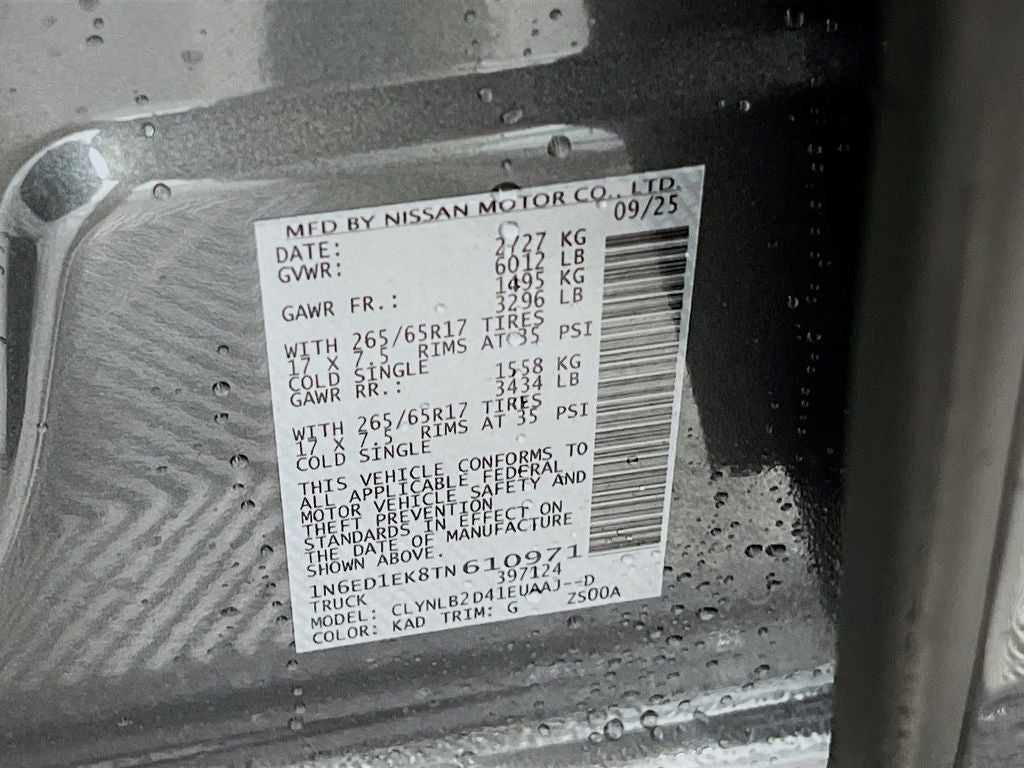 MFD BY NISSAN MOTOR CO., LTD.
DATE: 09/25
GVWR: 2/27 KG
6012 LB
GAWR FR.: 1495 KG
3296 LB
WITH 265/65R17 TIRES
17 X 7.5 RIMS AT 35 PSI
COLD SINGLE
GAWR RR.: 1558 KG
3434 LB
WITH 265/65R17 TIRES
17 X 7.5 RIMS AT 35 PSI
COLD SINGLE
THIS VEHICLE CONFORMS TO
ALL APPLICABLE FEDERAL
MOTOR VEHICLE SAFETY AND
THEFT PREVENTION
STANDARDS IN EFFECT ON
THE DATE OF MANUFACTURE
SHOWN ABOVE.
1N6ED1EK8TN610971
TRUCK 397124
MODEL: CLYNLB2D41EUAAJ--D
COLOR: KAD TRIM: G ZS00A